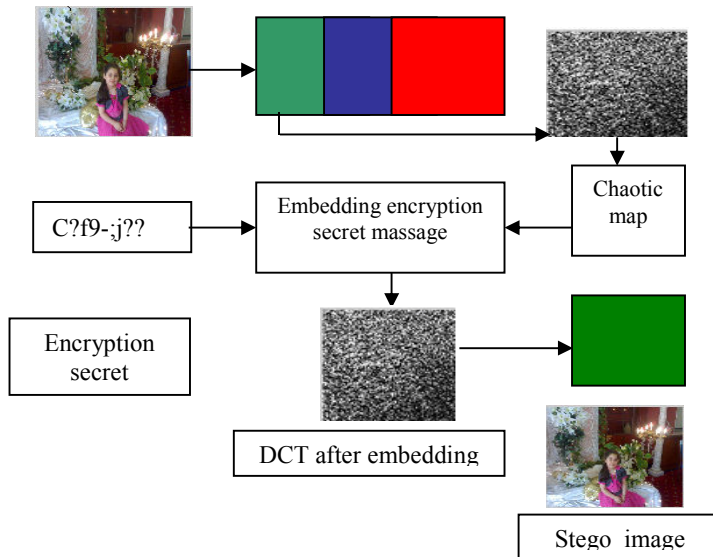 Chaotic
map
C?f9-;j??
Embedding encryption
secret massage
Encryption
secret
DCT after embedding
Stego image